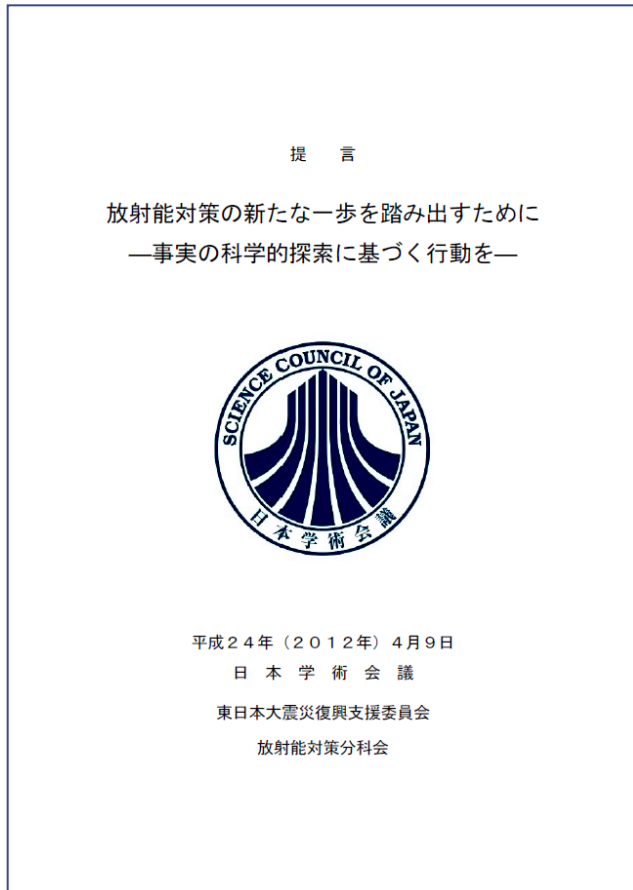 提　言
放射能対策の新たな一歩を踏み出すために
―事実の科学的探索に基づく行動を―
SCIENCE COUNCIL OF JAPAN
日本学術会議
平成２４年（２０１２年）４月９日
日　本　学　術　会　議
東日本大震災復興支援委員会
放射能対策分科会